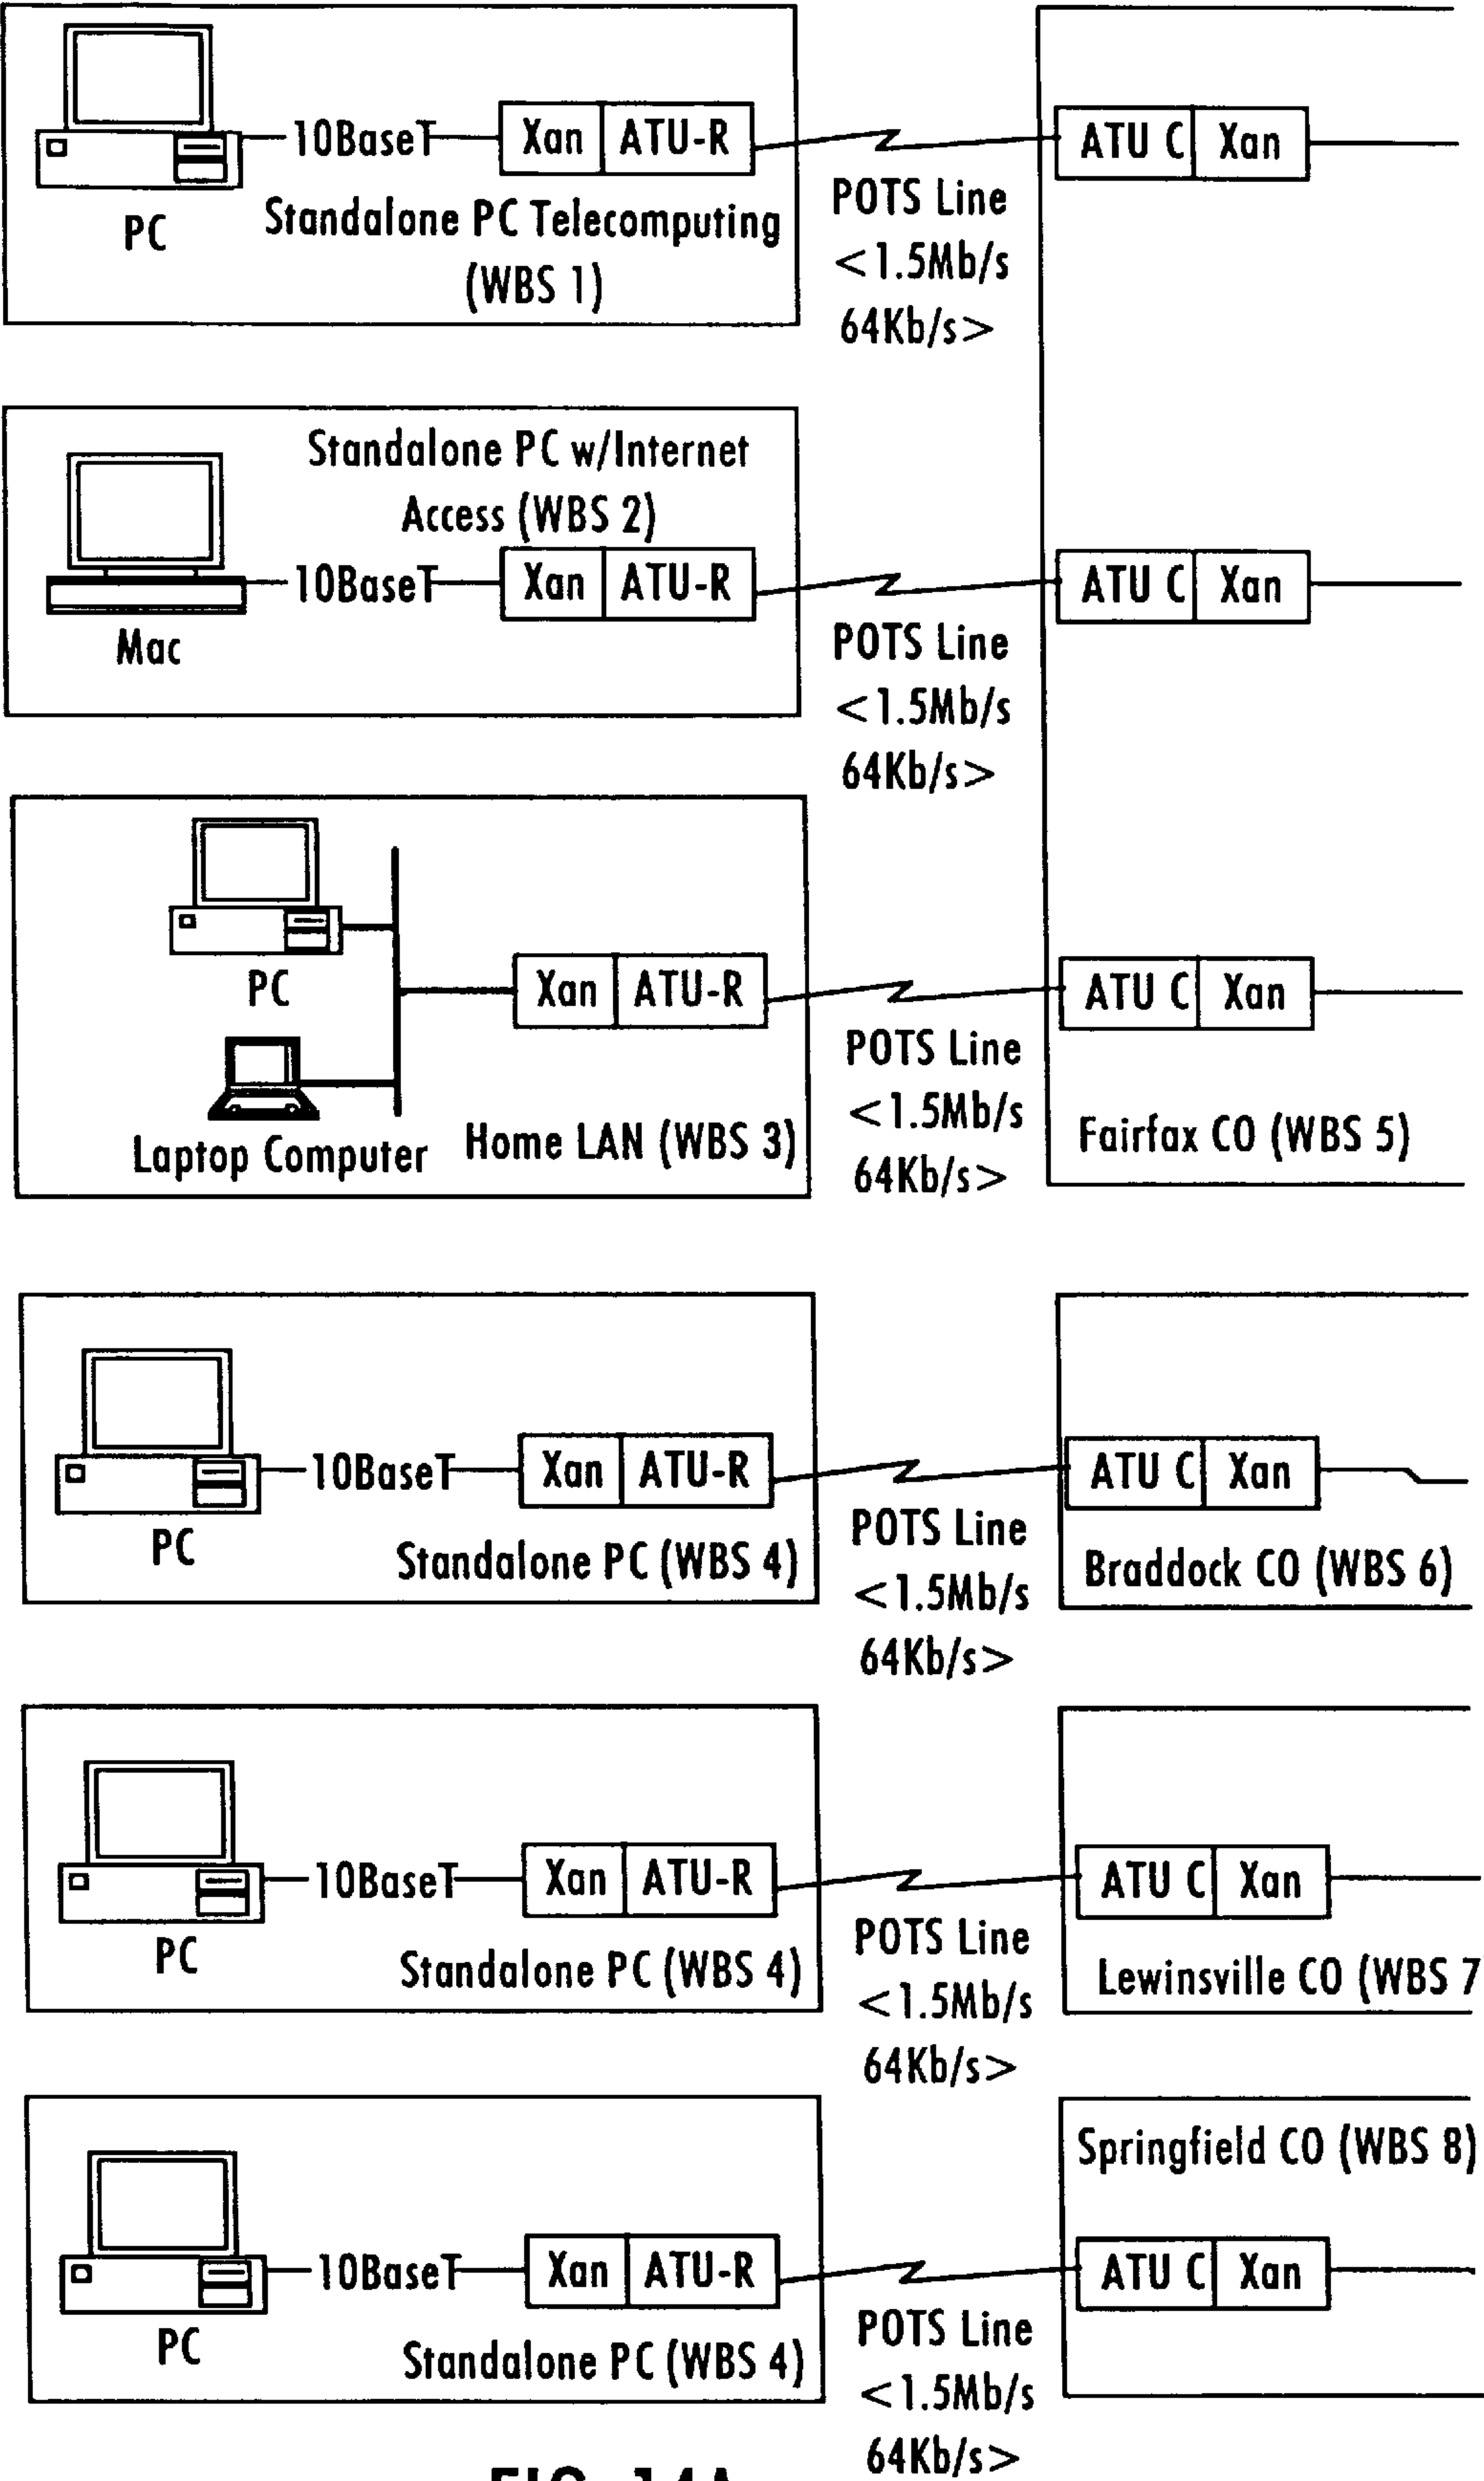 10BaseT Xan ATU-R ATU C Xan
PC
Standalone PC Telecomputing
(WBS 1)
POTS Line
<1.5Mb/s
64Kb/s>
Standalone PC w/Internet
Access (WBS 2)
10BaseT Xan ATU-R ATU C Xan
Mac
POTS Line
<1.5Mb/s
64Kb/s>
PC
Xan ATU-R ATU C Xan
Laptop Computer
Home LAN (WBS 3)
POTS Line
<1.5Mb/s
64Kb/s>
Fairfax CO (WBS 5)
10BaseT Xan ATU-R ATU C Xan
PC
Standalone PC (WBS 4)
POTS Line
<1.5Mb/s
64Kb/s>
Braddock CO (WBS 6)
10BaseT Xan ATU-R ATU C Xan
PC
Standalone PC (WBS 4)
POTS Line
<1.5Mb/s
64Kb/s>
Lewinsville CO (WBS 7
Springfield CO (WBS 8)
10BaseT Xan ATU-R ATU C Xan
PC
Standalone PC (WBS 4)
POTS Line
<1.5Mb/s
64Kb/s>
FIG. 14A